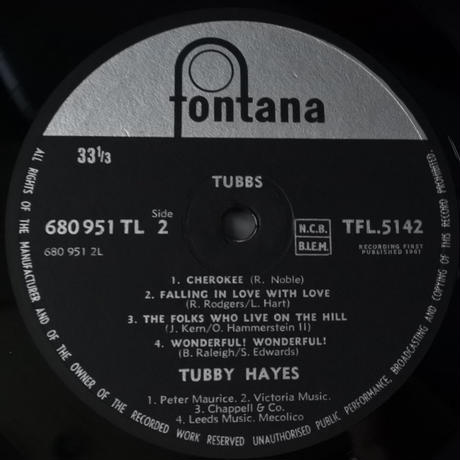 fontana
33 1/3
TUBBS
680 951 TL Side 2 N.C.B. B.I.E.M. TFL.5142
680 951 2L RECORDING FIRST PUBLISHED 1961
1. CHEROKEE (R. Noble)
2. FALLING IN LOVE WITH LOVE
(R. Rodgers/L. Hart)
3. THE FOLKS WHO LIVE ON THE HILL
(J. Kern/O. Hammerstein II)
4. WONDERFUL! WONDERFUL!
(B. Raleigh/S. Edwards)
TUBBY HAYES
1. Peter Maurice. 2. Victoria Music.
3. Chappell & Co.
4. Leeds Music. Mecolico
ALL RIGHTS OF THE MANUFACTURER AND OF THE OWNER OF THE RECORDED WORK RESERVED UNAUTHORISED PUBLIC PERFORMANCE, BROADCASTING AND COPYING OF THIS RECORD PROHIBITED.